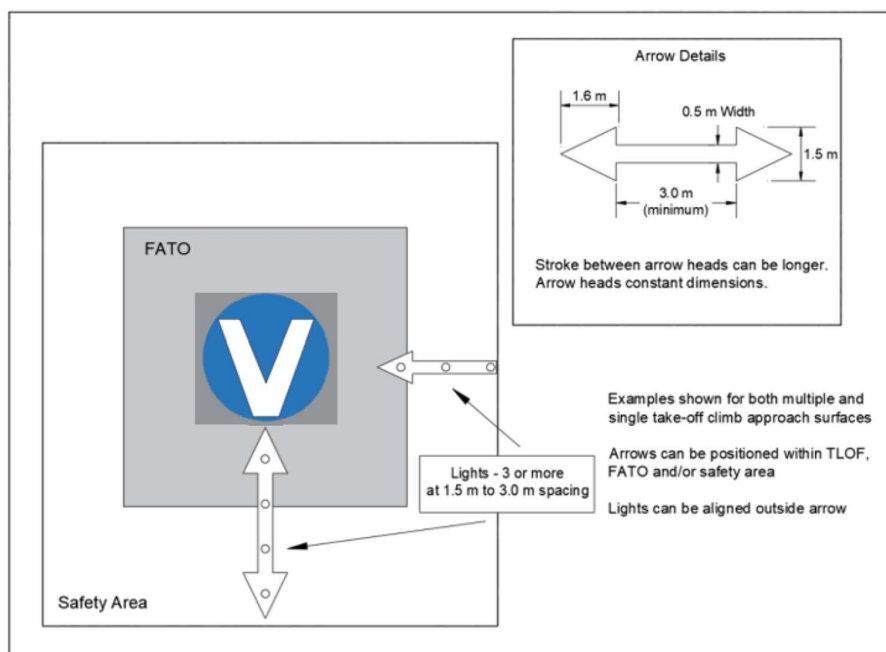 Arrow Details
1.6 m
0.5 m Width
1.5 m
3.0 m
(minimum)
Stroke between arrow heads can be longer.
Arrow heads constant dimensions.
FATO
V
Examples shown for both multiple and
single take-off climb approach surfaces
Arrows can be positioned within TLOF,
FATO and/or safety area
Lights can be aligned outside arrow
Lights - 3 or more
at 1.5 m to 3.0 m spacing
Safety Area